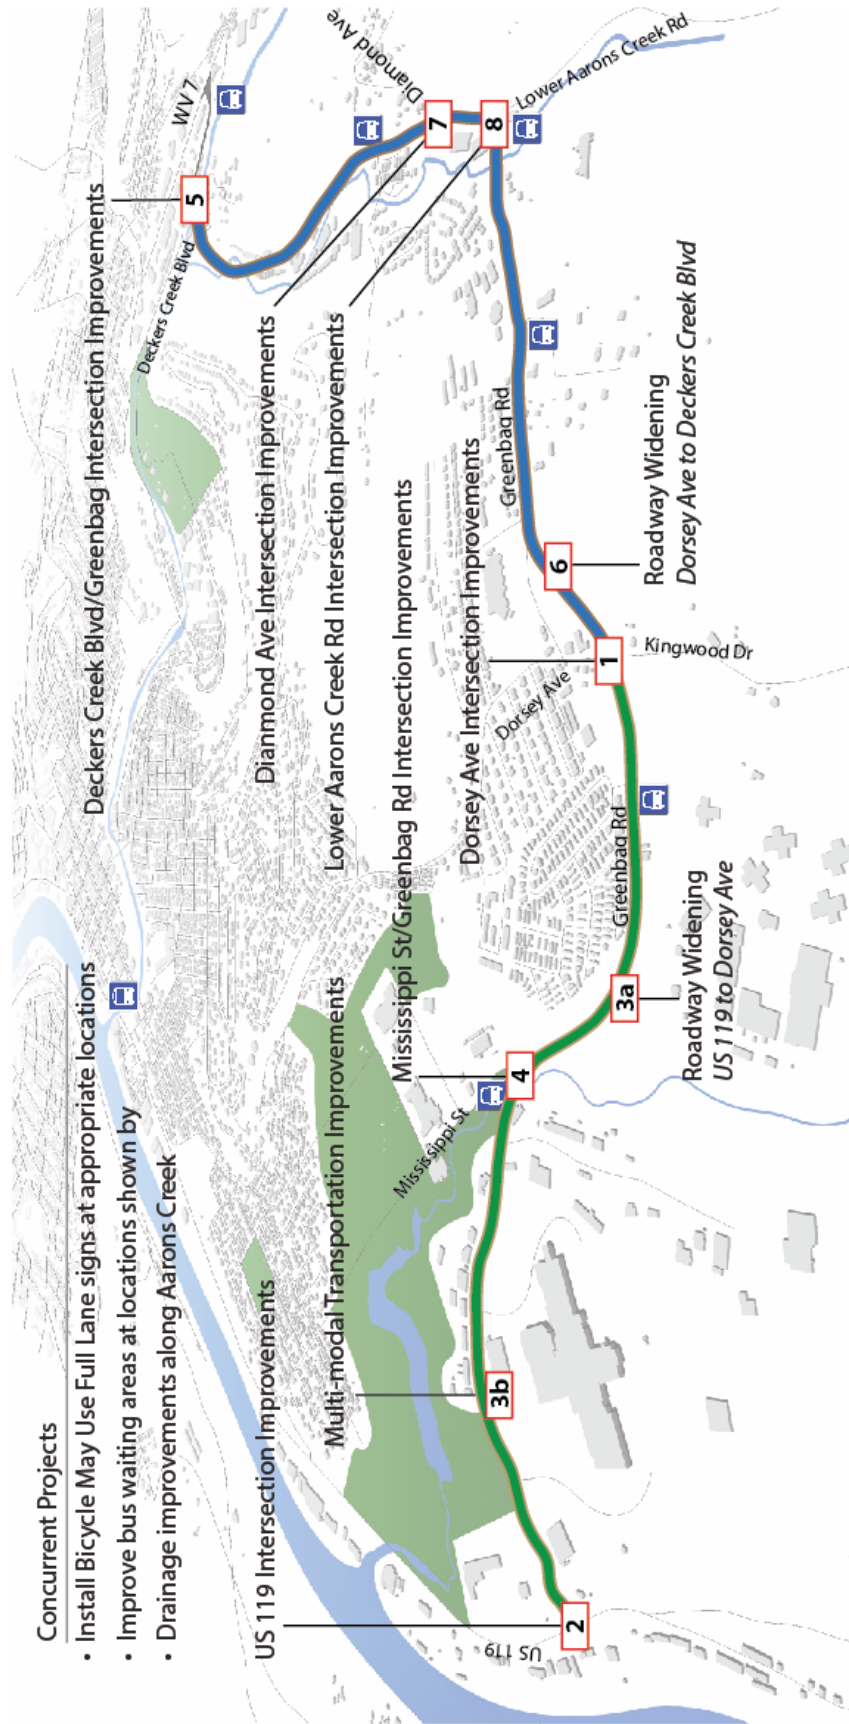 Concurrent Projects
• Install Bicycle May Use Full Lane signs at appropriate locations
• Improve bus waiting areas at locations shown by
• Drainage improvements along Aarons Creek
US 119 Intersection Improvements
Multi-modal Transportation Improvements
Mississippi St/Greenbag Rd Intersection Improvements
Dorsey Ave Intersection Improvements
Lower Aarons Creek Rd Intersection Improvements
Dianmond Ave Intersection Improvements
Deckers Creek Blvd/Greenbag Intersection Improvements
Roadway Widening
US 119 to Dorsey Ave
Roadway Widening
Dorsey Ave to Deckers Creek Blvd
US 119
Mississippi St
Greenbag Rd
Dorsey Ave
Kingwood Dr
Greenbag Rd
Lower Aarons Creek Rd
Diamond Ave
Deckers Creek Blvd
WV 7
2
3b
4
3a
1
6
8
7
5